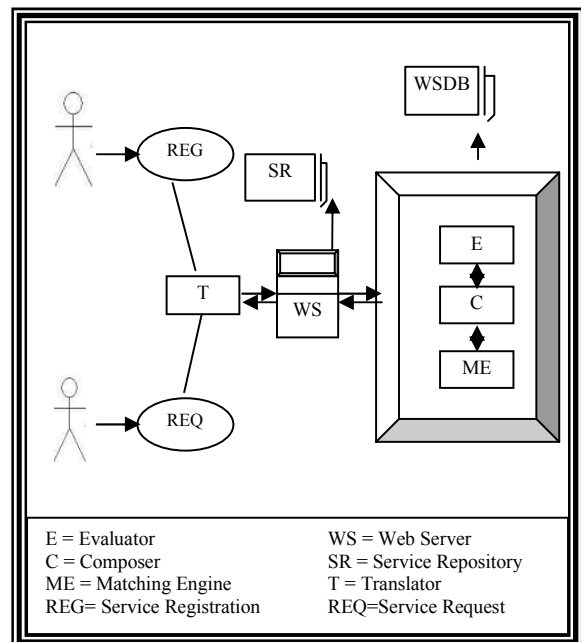 WSDB
REG
SR
E
T
WS
C
ME
REQ
E = Evaluator
C = Composer
ME = Matching Engine
REG= Service Registration
WS = Web Server
SR = Service Repository
T = Translator
REQ=Service Request